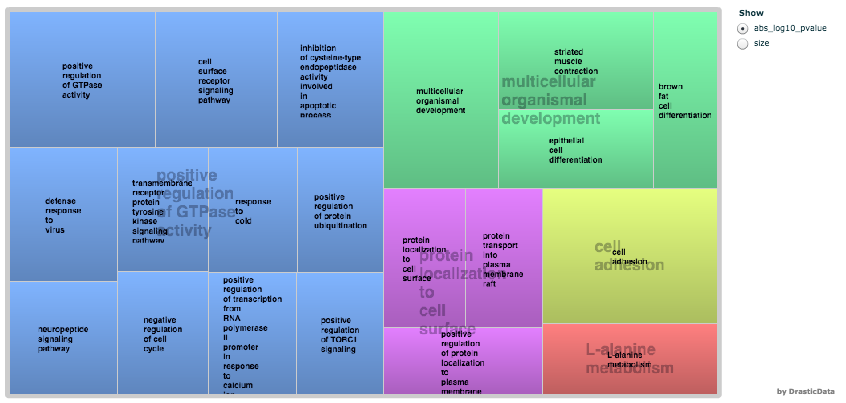 positive
regulation
of GTPase
activity
cell
surface
receptor
signaling
pathway
inhibition
of cysteine-type
endopeptidase
activity
involved
in
apoptotic
process
defense
response
to
virus
transmembrane
receptor
protein
tyrosine
kinase
signaling
pathway
response
to
cold
positive
regulation
of protein
ubiquitination
positive
regulation
of GTPase
activity
neuropeptide
signaling
pathway
negative
regulation
of cell
cycle
positive
regulation
of transcription
from
RNA
polymerase
II
promoter
in
response
to
calcium
ion
positive
regulation
of TORC1
signaling
multicellular
organismal
development
striated
muscle
contraction
epithelial
cell
differentiation
brown
fat
cell
differentiation
multicellular
organismal
development
protein
localization
to
cell
surface
protein
transport
into
plasma
membrane
raft
positive
regulation
of protein
localization
to
plasma
membrane
protein
localization
to
cell
surface
cell
adhesion
cell
adhesion
L-alanine
metabolism
L-alanine
metabolism
Show
abs_log10_pvalue
size
by DrasticData